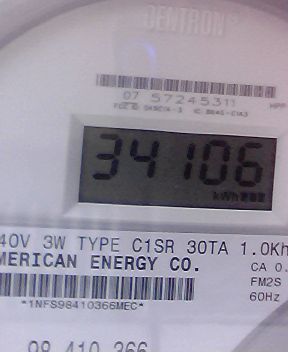 CENTRON®
07 57245311
34106
kWh
40V 3W TYPE C1SR 30TA 1.0Kh
MERICAN ENERGY CO.
CA 0.
FM2S
60Hz
*1NFS98410366MEC*
98 410 366